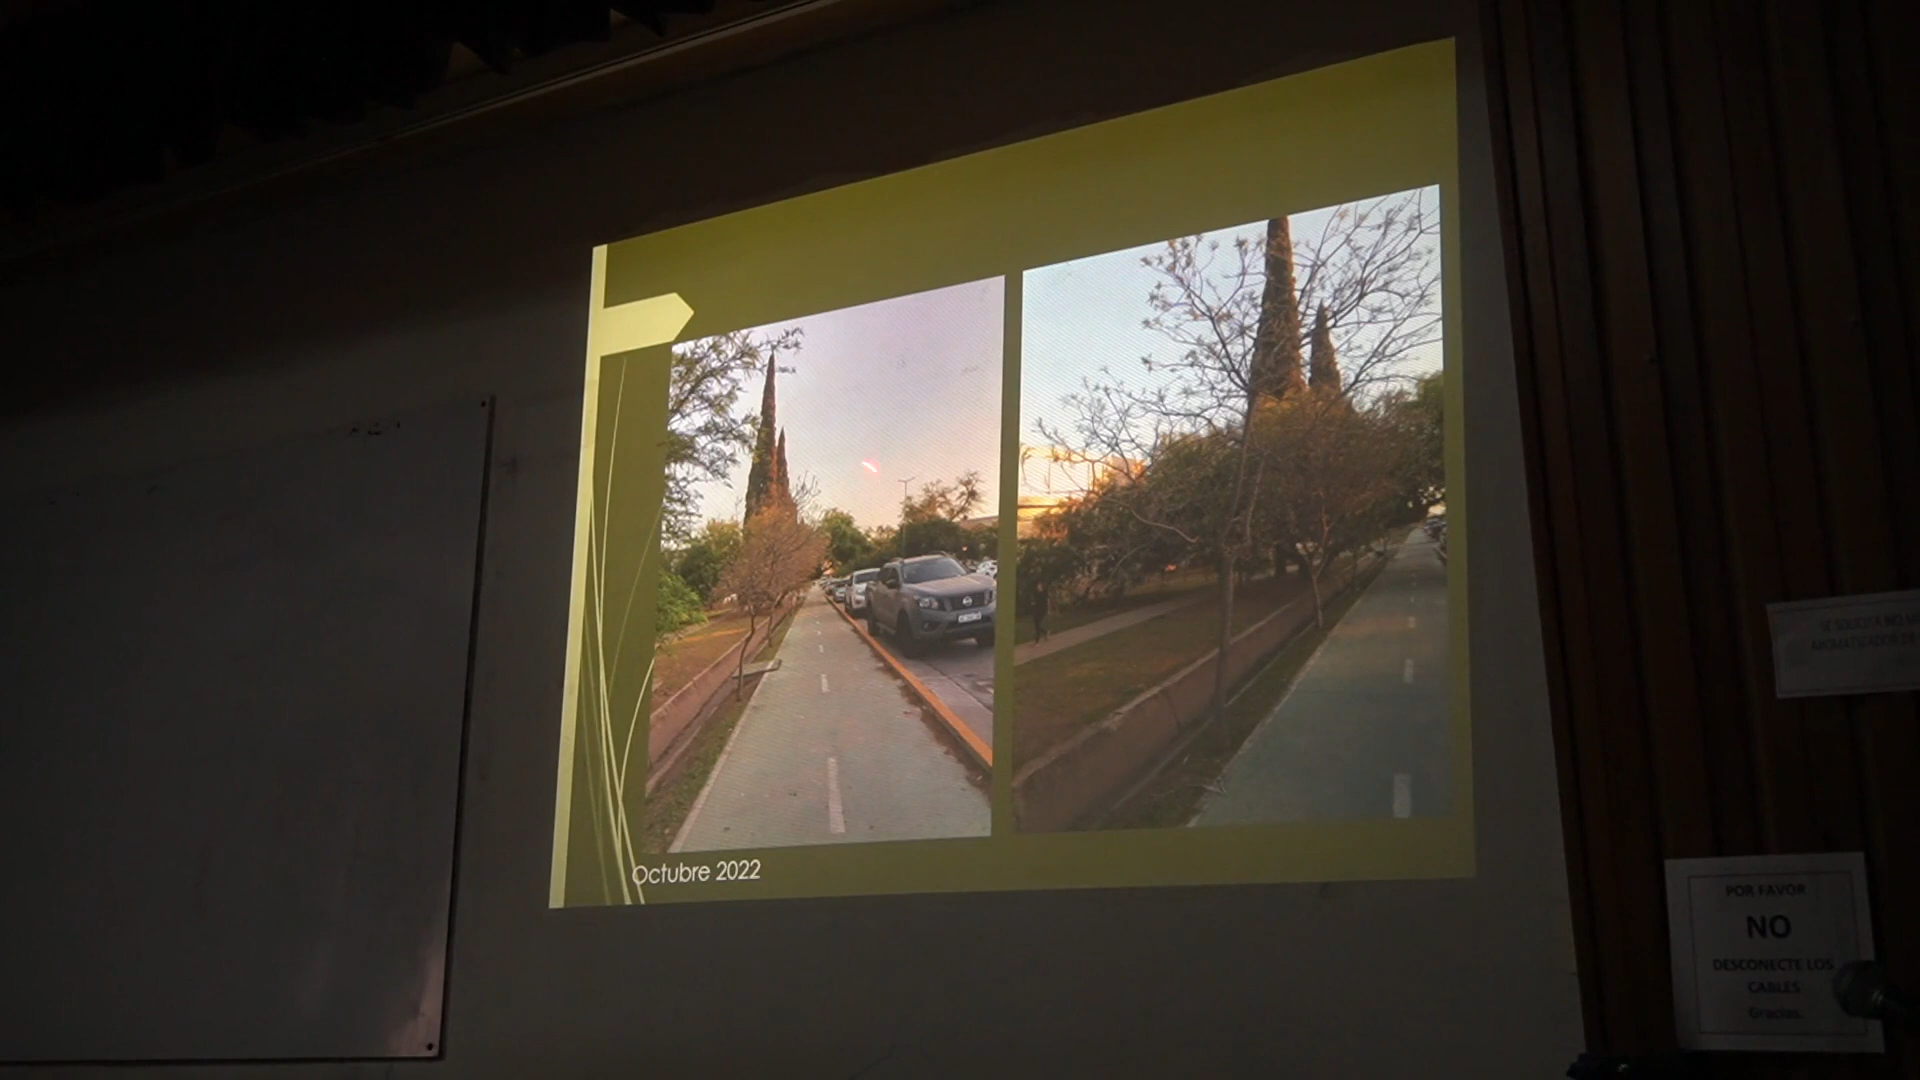 Octubre 2022
POR FAVOR
NO
DESCONECTE LOS
CABLES
Gracias.